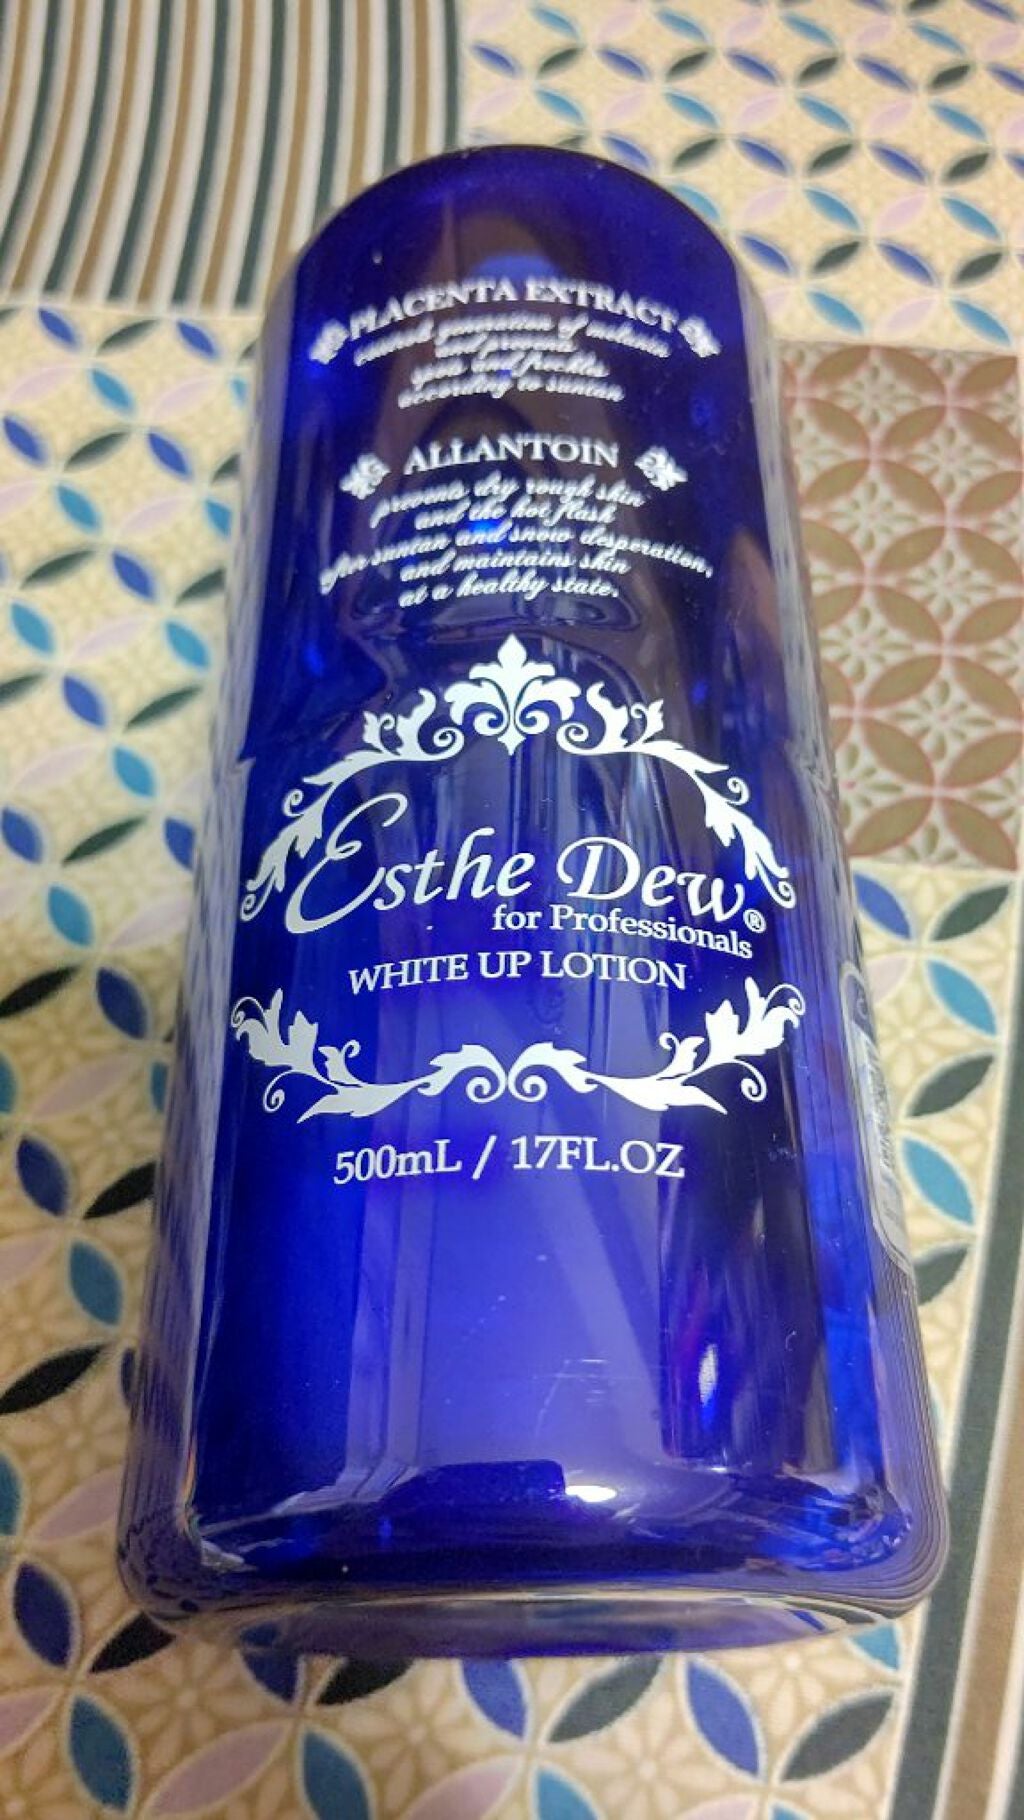 PLACENTA EXTRACT
generation of melanin
and prevents
spots and freckles
according to suntan
ALLANTOIN
prevents dry rough skin
and the hot flash
after suntan and snow desperation,
and maintains skin
at a healthy state.
Esthe Dew®
for Professionals
WHITE UP LOTION
500mL / 17FL.OZ